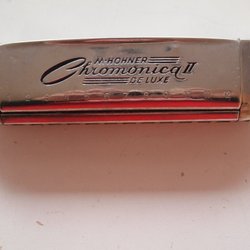 M·HOHNER
Chromonica II
DE LUXE